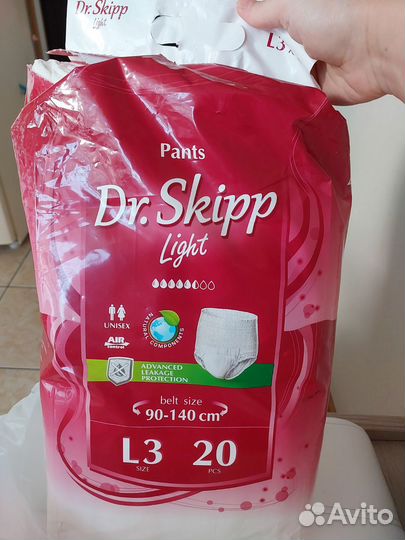 Dr. Skipp
Light
L3
Pants
Dr. Skipp
Light
UNISEX
NATURAL COMPONENTS
AIR
control
ADVANCED
LEAKAGE
PROTECTION
belt size
90-140 cm
L3 20
SIZE PCS
Avito